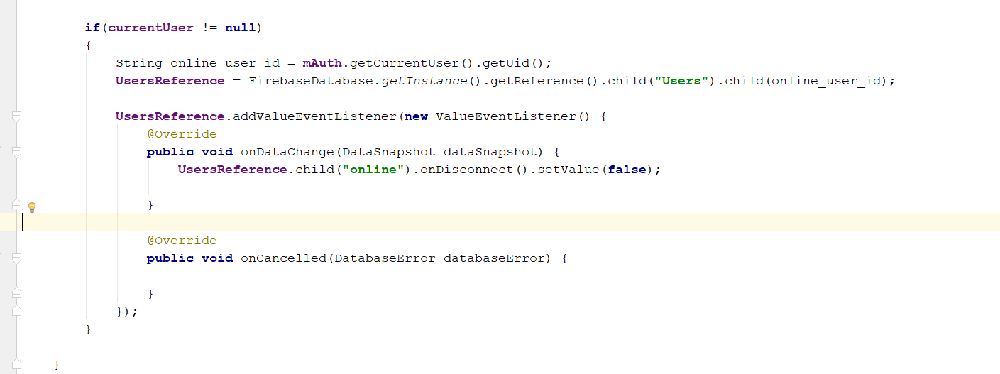 if(currentUser != null)
{
String online_user_id = mAuth.getCurrentUser().getUid();
UsersReference = FirebaseDatabase.getInstance().getReference().child("Users").child(online_user_id);
UsersReference.addValueEventListener(new ValueEventListener() {
@Override
public void onDataChange(DataSnapshot dataSnapshot) {
UsersReference.child("online").onDisconnect().setValue(false);
}
@Override
public void onCancelled(DatabaseError databaseError) {
}
});
}
}